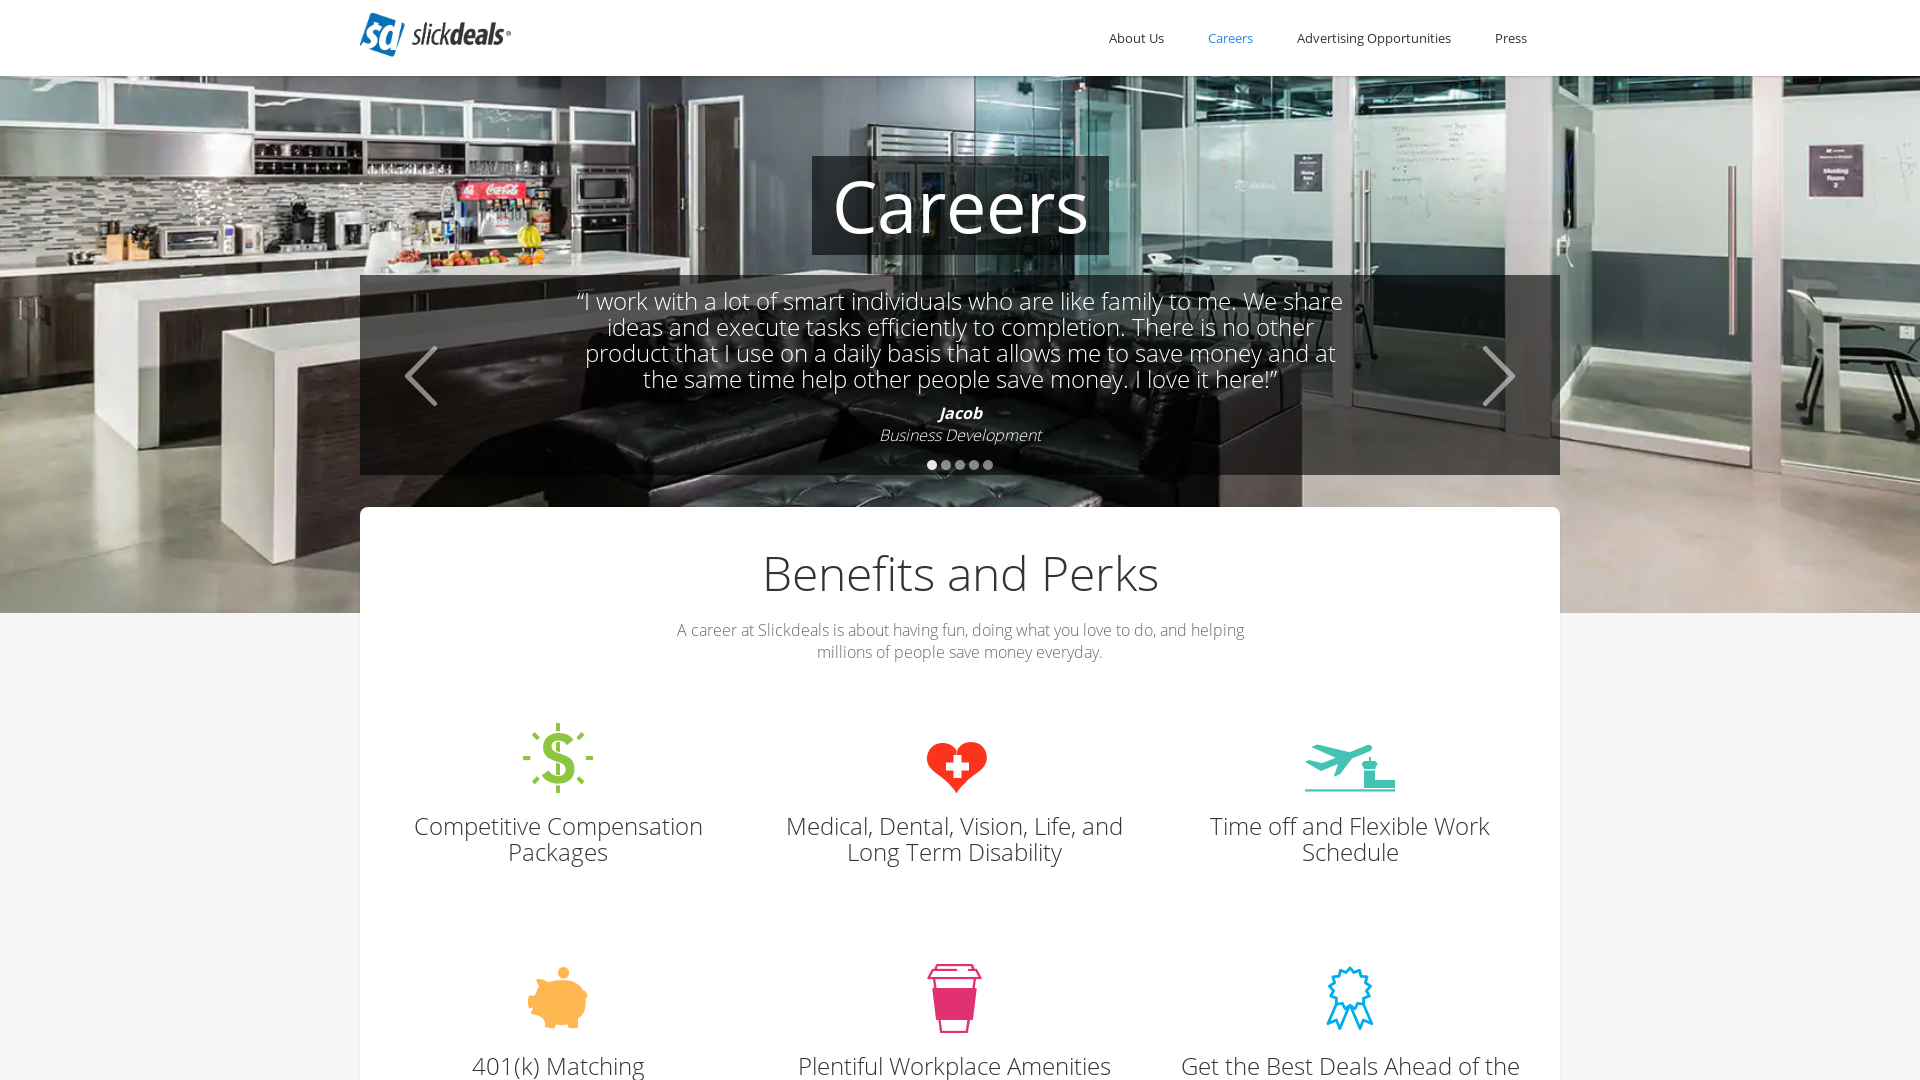 sd slickdeals®
About Us
Careers
Advertising Opportunities
Press
Coca-Cola
Meeting
Room
3
Careers
“I work with a lot of smart individuals who are like family to me. We share
ideas and execute tasks efficiently to completion. There is no other
product that I use on a daily basis that allows me to save money and at
the same time help other people save money. I love it here!”
Jacob
Business Development
Benefits and Perks
A career at Slickdeals is about having fun, doing what you love to do, and helping
millions of people save money everyday.
Competitive Compensation
Packages
Medical, Dental, Vision, Life, and
Long Term Disability
Time off and Flexible Work
Schedule
401(k) Matching
Plentiful Workplace Amenities
Get the Best Deals Ahead of the